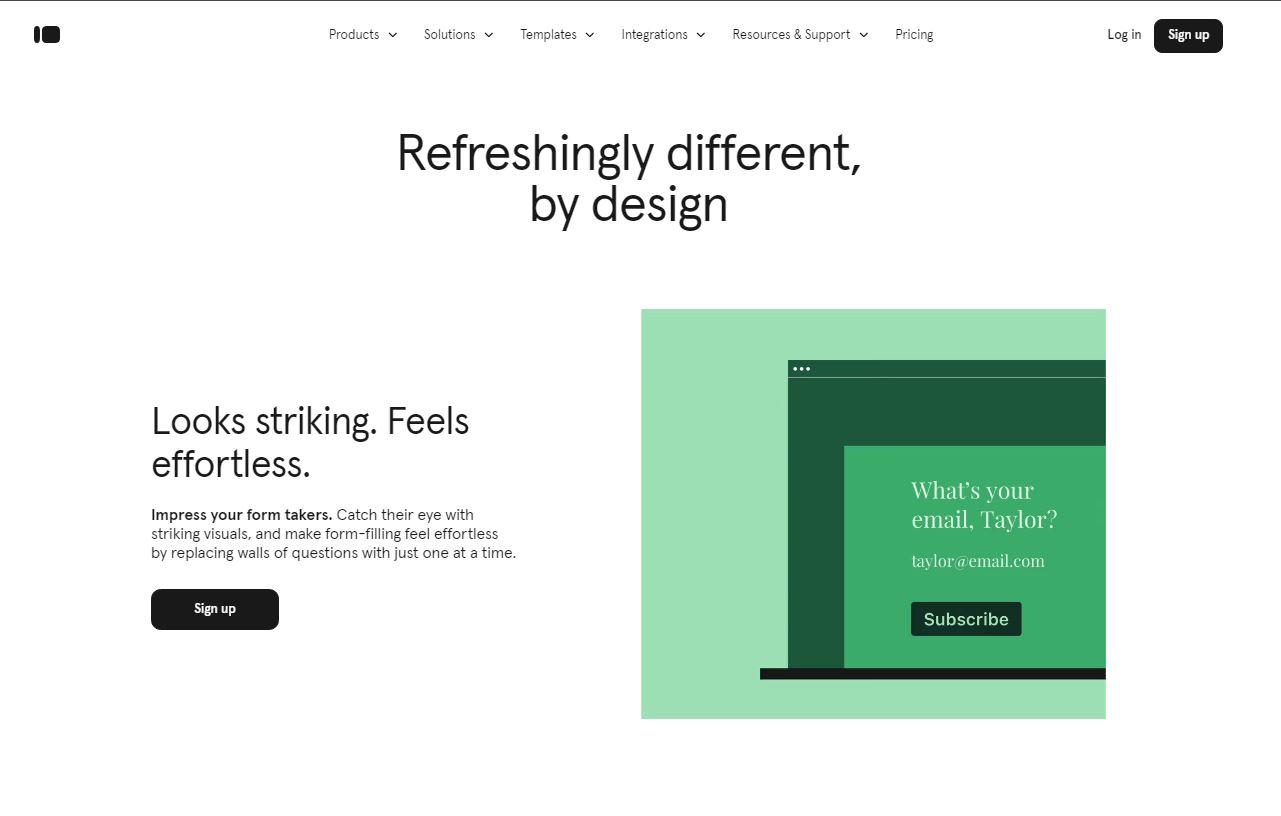 Products Solutions Templates Integrations Resources & Support Pricing Log in Sign up
Refreshingly different,
by design
Looks striking. Feels
effortless.
Impress your form takers. Catch their eye with
striking visuals, and make form-filling feel effortless
by replacing walls of questions with just one at a time.
Sign up
What’s your
email, Taylor?
taylor@email.com
Subscribe